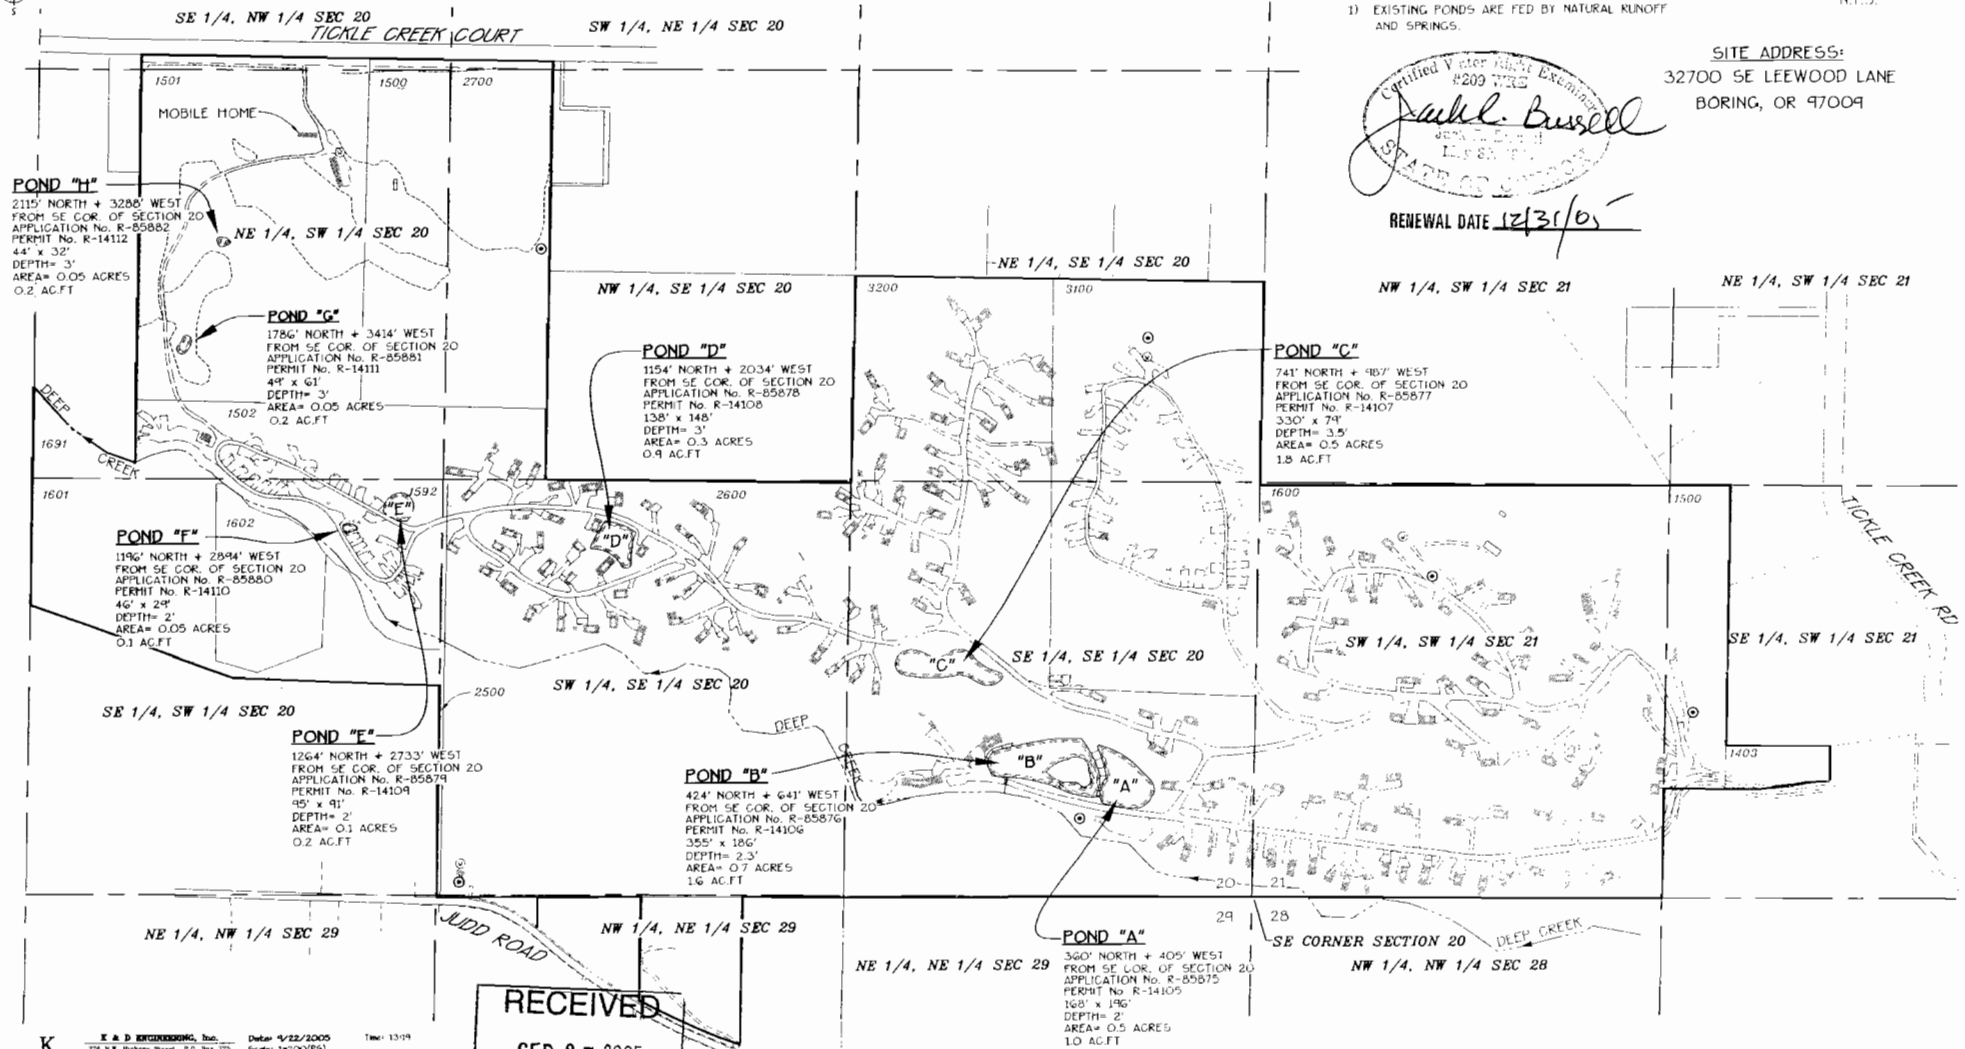 S
SE 1/4, NW 1/4 SEC 20
SW 1/4, NE 1/4 SEC 20
TICKLE CREEK COURT
1) EXISTING PONDS ARE FED BY NATURAL RUNOFF
AND SPRINGS.
SITE ADDRESS:
32700 SE LEEWOOD LANE
BORING, OR 97009
Certified Water Right Examiner
#209 WRE
Jack L. Bussell
STATE OF OREGON
RENEWAL DATE 12/31/05
1501
1500
2700
MOBILE HOME
POND "H"
2115' NORTH + 3288' WEST
FROM SE COR. OF SECTION 20
APPLICATION No. R-85882
PERMIT No. R-14112
44' x 32'
DEPTH= 3'
AREA= 0.05 ACRES
0.2 AC.FT
NE 1/4, SW 1/4 SEC 20
POND "G"
1786' NORTH + 3414' WEST
FROM SE COR. OF SECTION 20
APPLICATION No. R-85881
PERMIT No. R-14111
49' x 61'
DEPTH= 3'
AREA= 0.05 ACRES
0.2 AC.FT
1502
NW 1/4, SE 1/4 SEC 20
NE 1/4, SE 1/4 SEC 20
3200
3100
NW 1/4, SW 1/4 SEC 21
NE 1/4, SW 1/4 SEC 21
POND "D"
1154' NORTH + 2034' WEST
FROM SE COR. OF SECTION 20
APPLICATION No. R-85878
PERMIT No. R-14108
138' x 148'
DEPTH= 3'
AREA= 0.3 ACRES
0.9 AC.FT
POND "C"
741' NORTH + 987' WEST
FROM SE COR. OF SECTION 20
APPLICATION No. R-85877
PERMIT No. R-14107
330' x 79'
DEPTH= 3.5'
AREA= 0.5 ACRES
1.8 AC.FT
DEEP
CREEK
1691
1601
1592
1602
2600
1600
1500
"E"
"D"
TICKLE CREEK RD
POND "F"
1196' NORTH + 2894' WEST
FROM SE COR. OF SECTION 20
APPLICATION No. R-85880
PERMIT No. R-14110
46' x 29'
DEPTH= 2'
AREA= 0.05 ACRES
0.1 AC.FT
"C"
SE 1/4, SE 1/4 SEC 20
SW 1/4, SW 1/4 SEC 21
SE 1/4, SW 1/4 SEC 21
SW 1/4, SE 1/4 SEC 20
2500
SE 1/4, SW 1/4 SEC 20
DEEP
CREEK
POND "E"
1264' NORTH + 2733' WEST
FROM SE COR. OF SECTION 20
APPLICATION No. R-85879
PERMIT No. R-14109
95' x 91'
DEPTH= 2'
AREA= 0.1 ACRES
0.2 AC.FT
POND "B"
424' NORTH + 641' WEST
FROM SE COR. OF SECTION 20
APPLICATION No. R-85876
PERMIT No. R-14106
355' x 186'
DEPTH= 2.3'
AREA= 0.7 ACRES
1.6 AC.FT
"B"
"A"
1403
20 21
29 28
SE CORNER SECTION 20
DEEP CREEK
NE 1/4, NW 1/4 SEC 29
JUDD ROAD
NW 1/4, NE 1/4 SEC 29
NE 1/4, NE 1/4 SEC 29
NW 1/4, NW 1/4 SEC 28
POND "A"
360' NORTH + 405' WEST
FROM SE COR. OF SECTION 20
APPLICATION No. R-85875
PERMIT No R-14105
168' x 196'
DEPTH= 2'
AREA= 0.5 ACRES
1.0 AC.FT
RECEIVED
K
K & D ENGINEERING, Inc.
Date: 9/22/2005
Time: 13:19